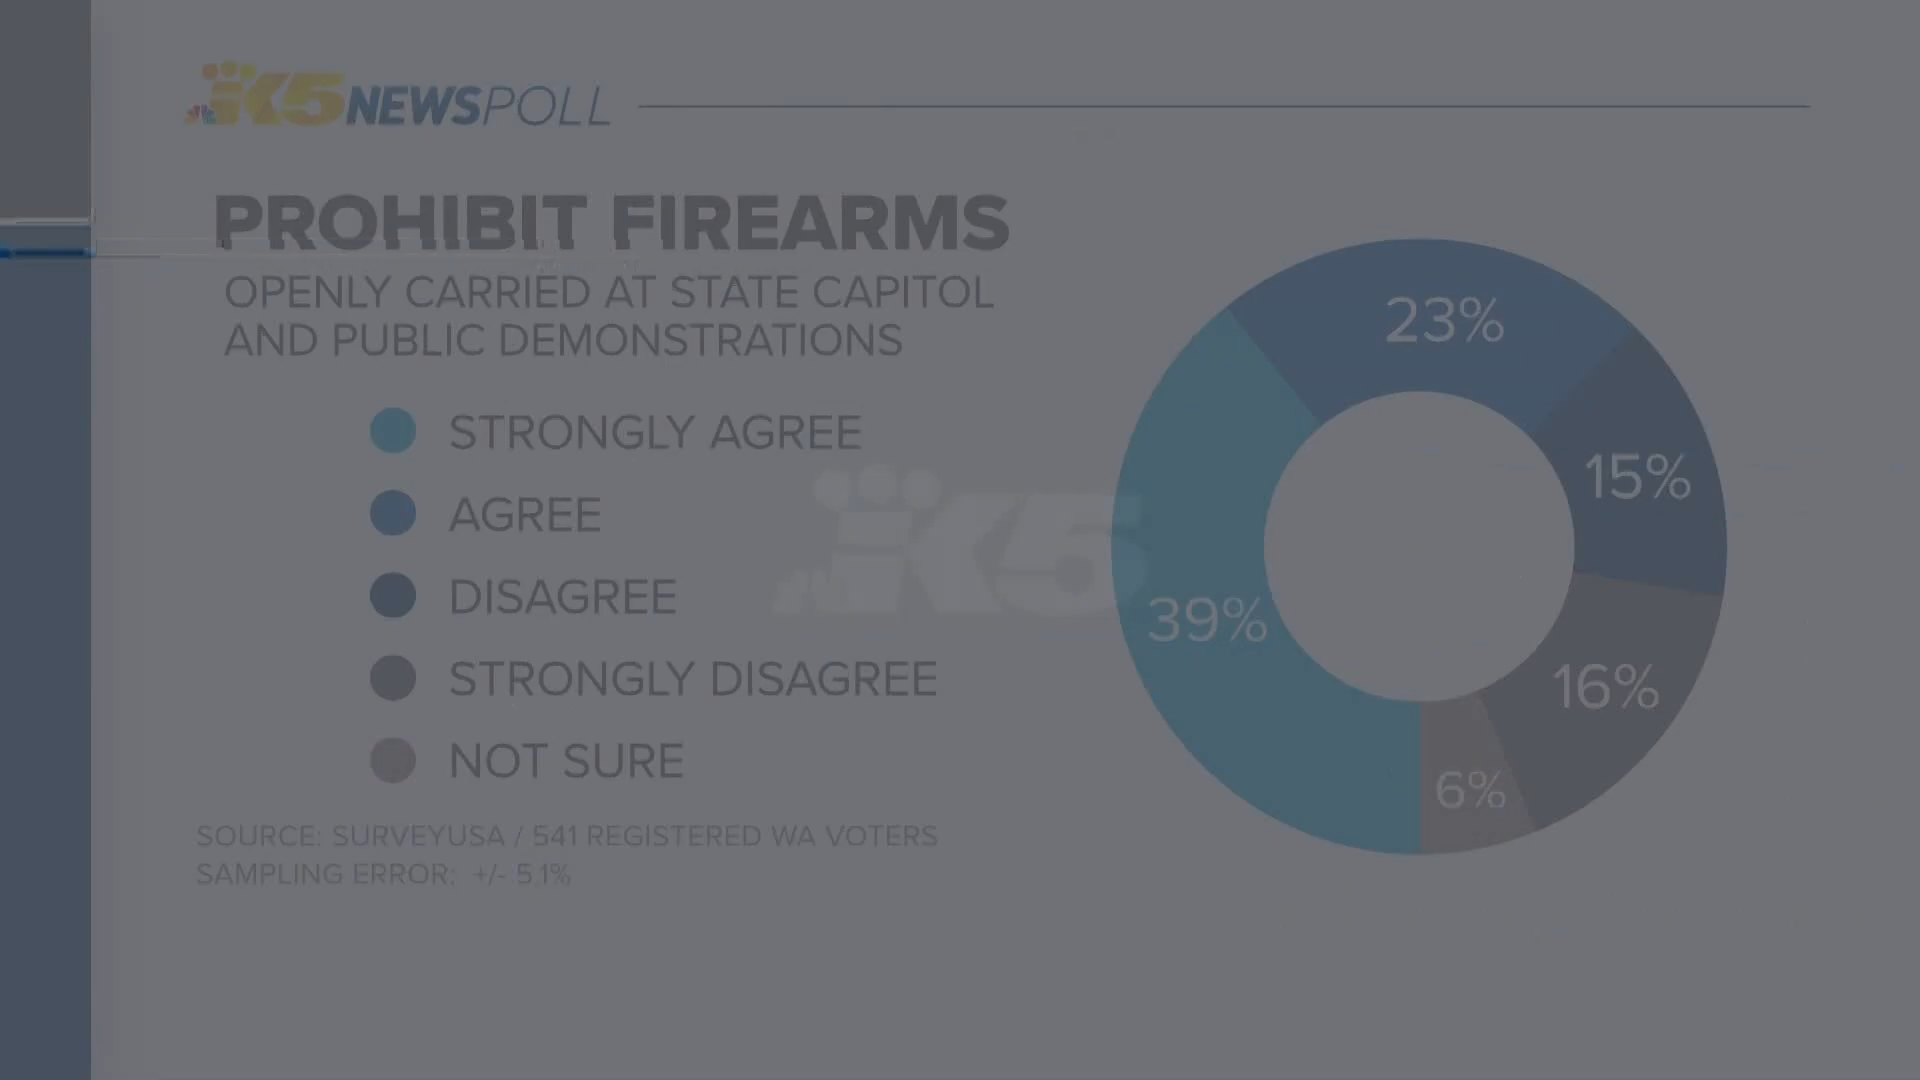 K5 NEWSPOLL
PROHIBIT FIREARMS
OPENLY CARRIED AT STATE CAPITOL
AND PUBLIC DEMONSTRATIONS
STRONGLY AGREE
AGREE
DISAGREE
STRONGLY DISAGREE
NOT SURE
SOURCE: SURVEYUSA / 541 REGISTERED WA VOTERS
SAMPLING ERROR: +/- 5.1%
23%
15%
39%
16%
6%
K5